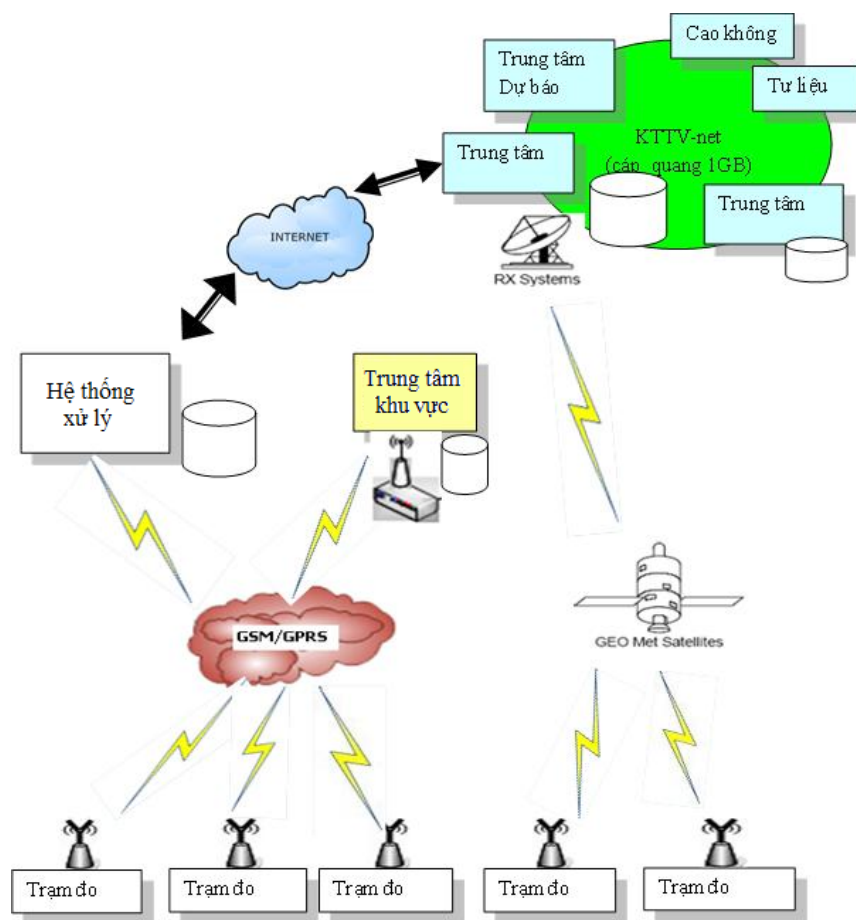 Cao không
Trung tâm
Dự báo
Tư liệu
KTTV-net
(cáp quang 1GB)
Trung tâm
Trung tâm
INTERNET
RX Systems
Hệ thống
xử lý
Trung tâm
khu vực
GSM/GPRS
GEO Met Satellites
Trạm đo
Trạm đo
Trạm đo
Trạm đo
Trạm đo